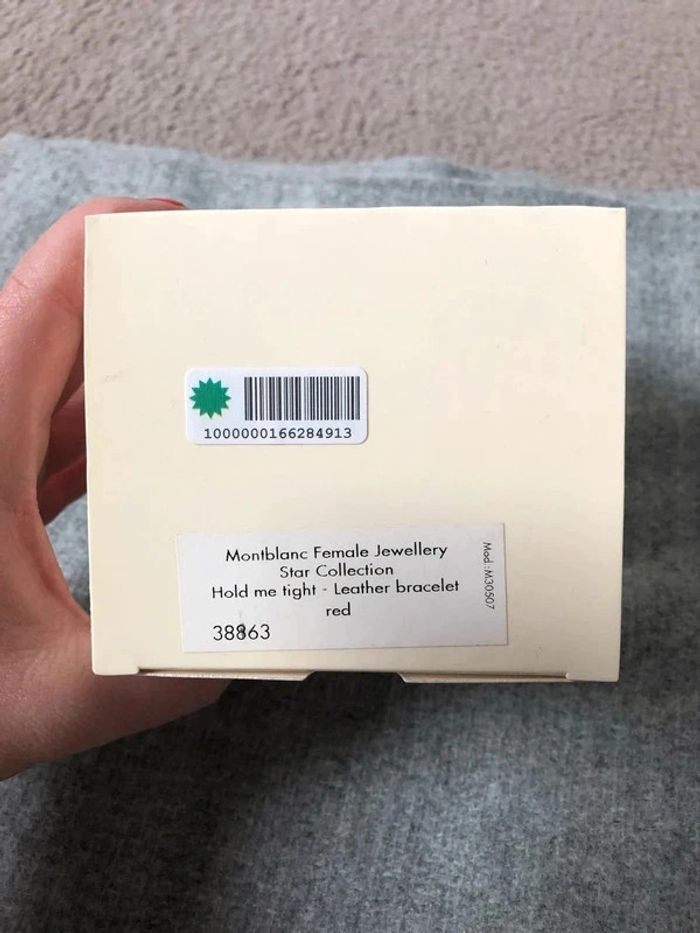 1000000166284913
Montblanc Female Jewellery
Star Collection
Hold me tight - Leather bracelet
red
38863
Mod.:M30507